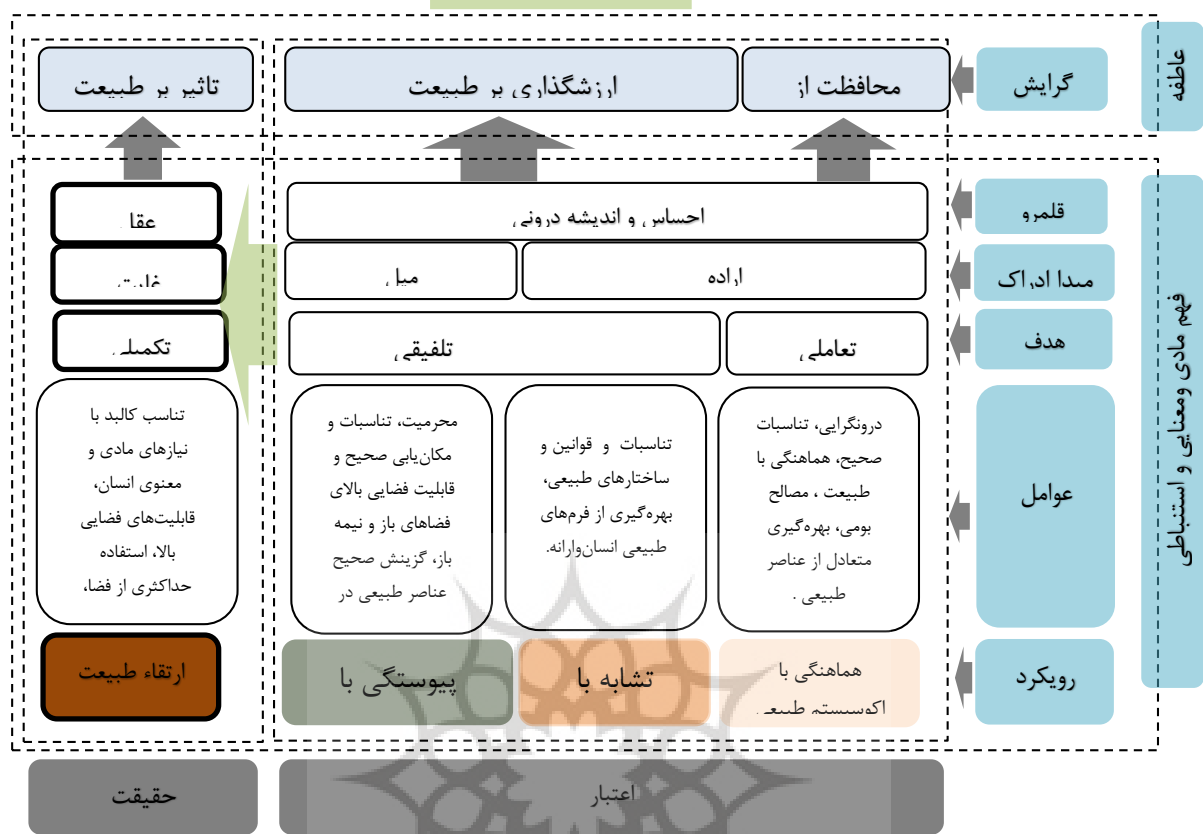 عاطفه
گرایش
محافظت از
ارزشگذاری بر طبیعت
تاثیر بر طبیعت
فهم مادی ومعنایی و استنباطی
قلمرو
احساس و اندیشه درونی
مبدا ادراک
اراده
میل
هدف
تعاملی
تلفیقی
تکمیلی
عوامل
درونگرایی، تناسبات
صحیح، هماهنگی با
طبیعت ، مصالح
بومی، بهره‌گیری
متعادل از عناصر
طبیعی .
تناسبات و قوانین و
ساختارهای طبیعی،
بهره‌گیری از فرم‌های
طبیعی انسان‌وارانه.
محرمیت، تناسبات و
مکان‌یابی صحیح و
قابلیت فضایی بالای
فضاهای باز و نیمه
باز، گزینش صحیح
عناصر طبیعی در
تناسب کالبد با
نیازهای مادی و
معنوی انسان،
قابلیت‌های فضایی
بالا، استفاده
حداکثری از فضا،
رویکرد
هماهنگی با
اکوسیستم طبیعی
تشابه با
پیوستگی با
ارتقاء طبیعت
اعتبار
حقیقت